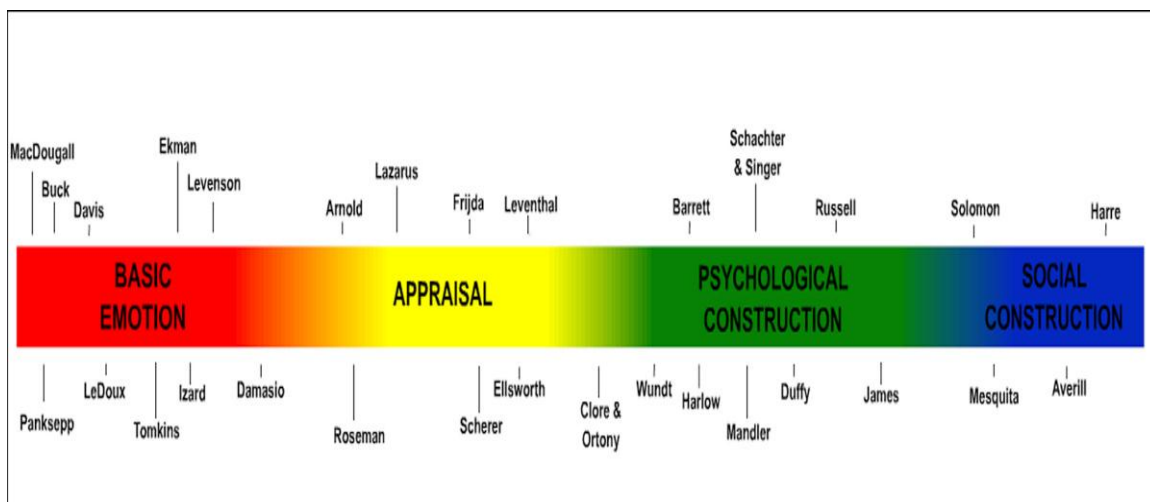 MacDougall
Buck
Davis
Ekman
Levenson
Arnold
Lazarus
Frijda
Leventhal
Barrett
Schachter
& Singer
Russell
Solomon
Harre
BASIC
EMOTION
APPRAISAL
PSYCHOLOGICAL
CONSTRUCTION
SOCIAL
CONSTRUCTION
Panksepp
LeDoux
Tomkins
Izard
Damasio
Roseman
Scherer
Ellsworth
Clore &
Ortony
Wundt
Harlow
Mandler
Duffy
James
Mesquita
Averill